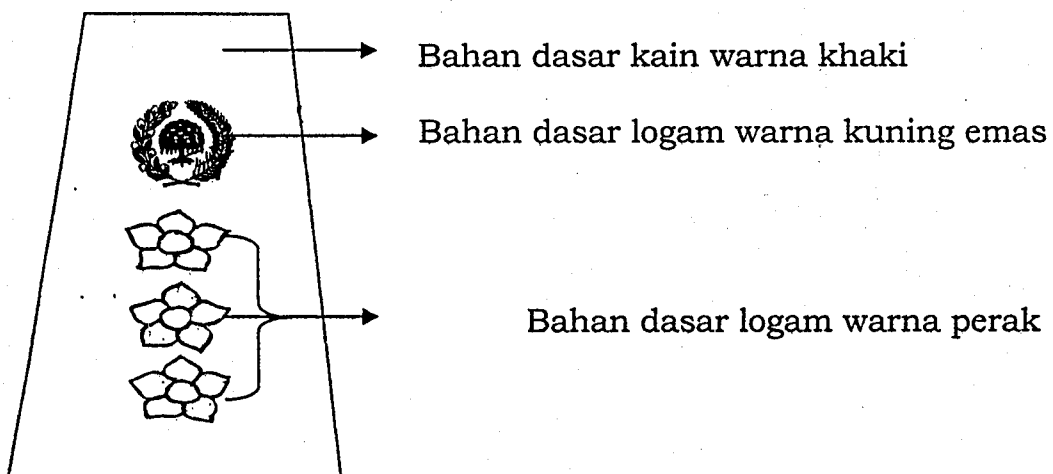 Bahan dasar kain warna khaki
Bahan dasar logam warna kuning emas
Bahan dasar logam warna perak